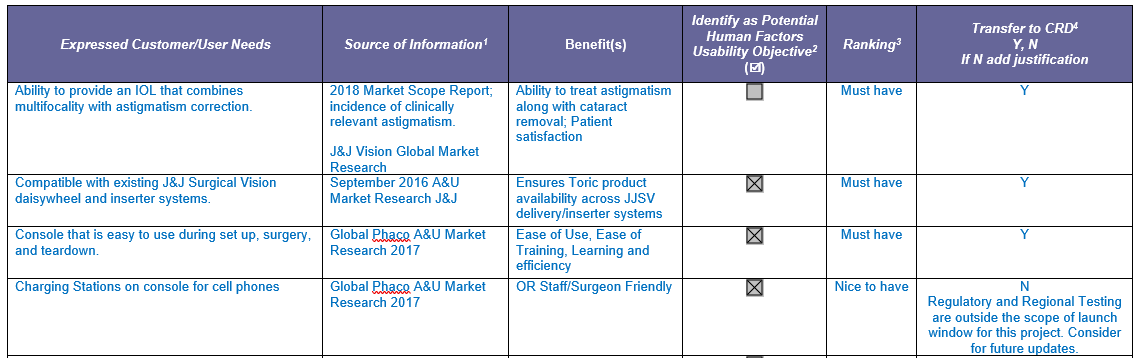 Expressed Customer/User Needs
Source of Information1
Benefit(s)
Identify as Potential
Human Factors
Usability Objective2
(☑)
Ranking3
Transfer to CRD4
Y, N
If N add justification
Ability to provide an IOL that combines
multifocality with astigmatism correction.
2018 Market Scope Report;
incidence of clinically
relevant astigmatism.
J&J Vision Global Market
Research
Ability to treat astigmatism
along with cataract
removal; Patient
satisfaction
Must have
Y
Compatible with existing J&J Surgical Vision
daisywheel and inserter systems.
September 2016 A&U
Market Research J&J
Ensures Toric product
availability across JJSV
delivery/inserter systems
Must have
Y
Console that is easy to use during set up, surgery,
and teardown.
Global Phaco A&U Market
Research 2017
Ease of Use, Ease of
Training, Learning and
efficiency
Must have
Y
Charging Stations on console for cell phones
Global Phaco A&U Market
Research 2017
OR Staff/Surgeon Friendly
Nice to have
N
Regulatory and Regional Testing
are outside the scope of launch
window for this project. Consider
for future updates.